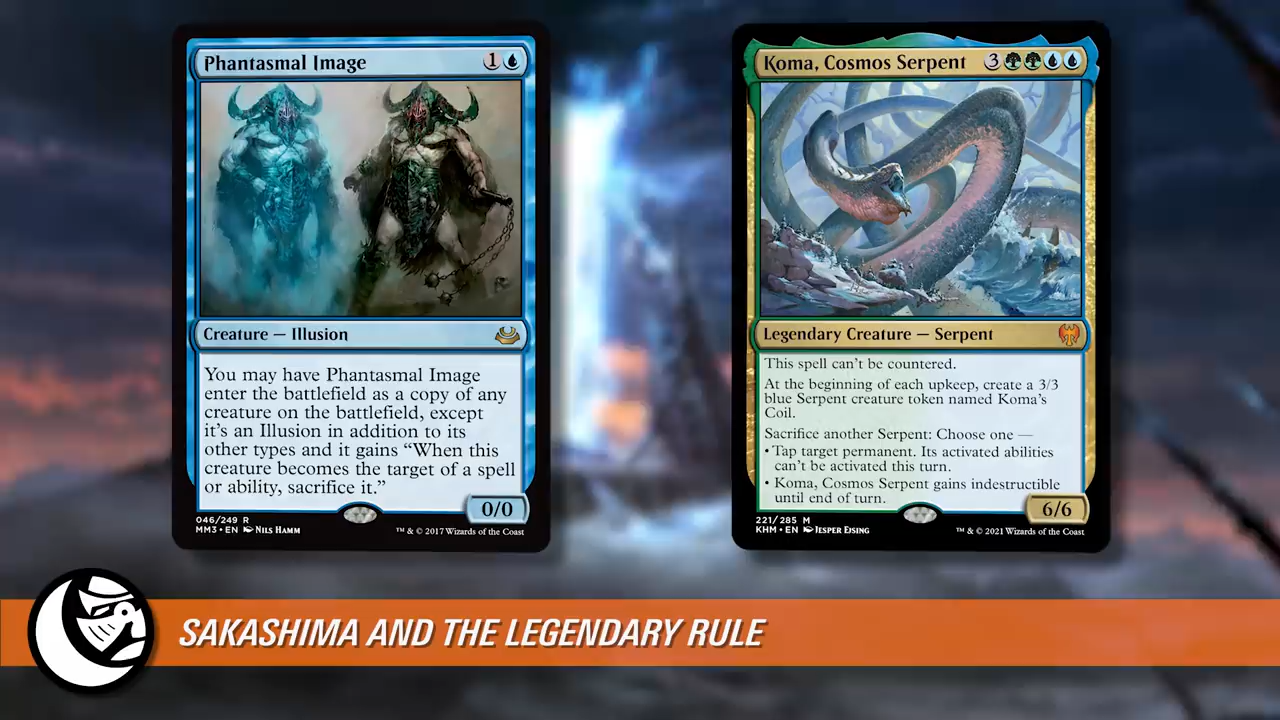 Phantasmal Image 1
Creature — Illusion
You may have Phantasmal Image
enter the battlefield as a copy of any
creature on the battlefield, except
it's an Illusion in addition to its
other types and it gains “When this
creature becomes the target of a spell
or ability, sacrifice it.”
0/0
046/249 R
MM3 • EN NILS HAMM
™ & © 2017 Wizards of the Coast
Koma, Cosmos Serpent 3
Legendary Creature — Serpent
This spell can't be countered.
At the beginning of each upkeep, create a 3/3
blue Serpent creature token named Koma's
Coil.
Sacrifice another Serpent: Choose one —
• Tap target permanent. Its activated abilities
can't be activated this turn.
• Koma, Cosmos Serpent gains indestructible
until end of turn.
6/6
221/285 M
KHM • EN JESPER EJSING
™ & © 2021 Wizards of the Coast
SAKASHIMA AND THE LEGENDARY RULE